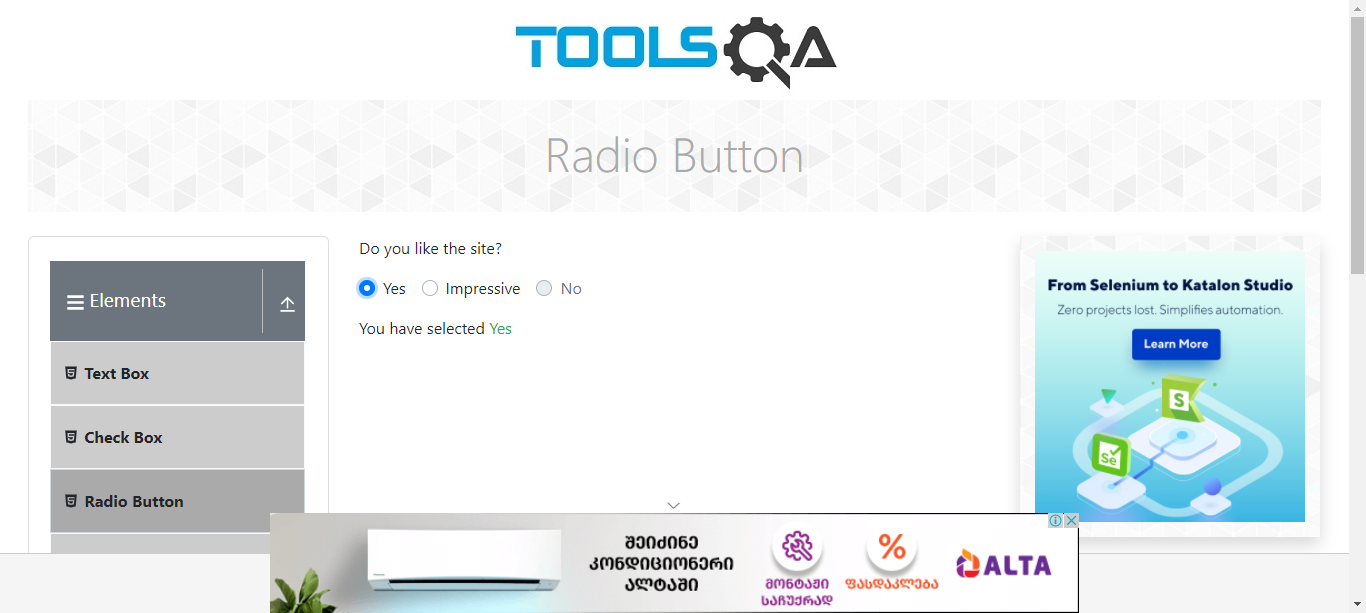 TOOLSQA
Radio Button
Elements
Text Box
Check Box
Radio Button
Do you like the site?
Yes
Impressive
No
You have selected Yes
From Selenium to Katalon Studio
Zero projects lost. Simplifies automation.
Learn More
S
Se
შეიძინე
კონდიციონერი
ალტაში
მონტაჟი
საჩუქრად
%
ფასდაკლება
ALTA